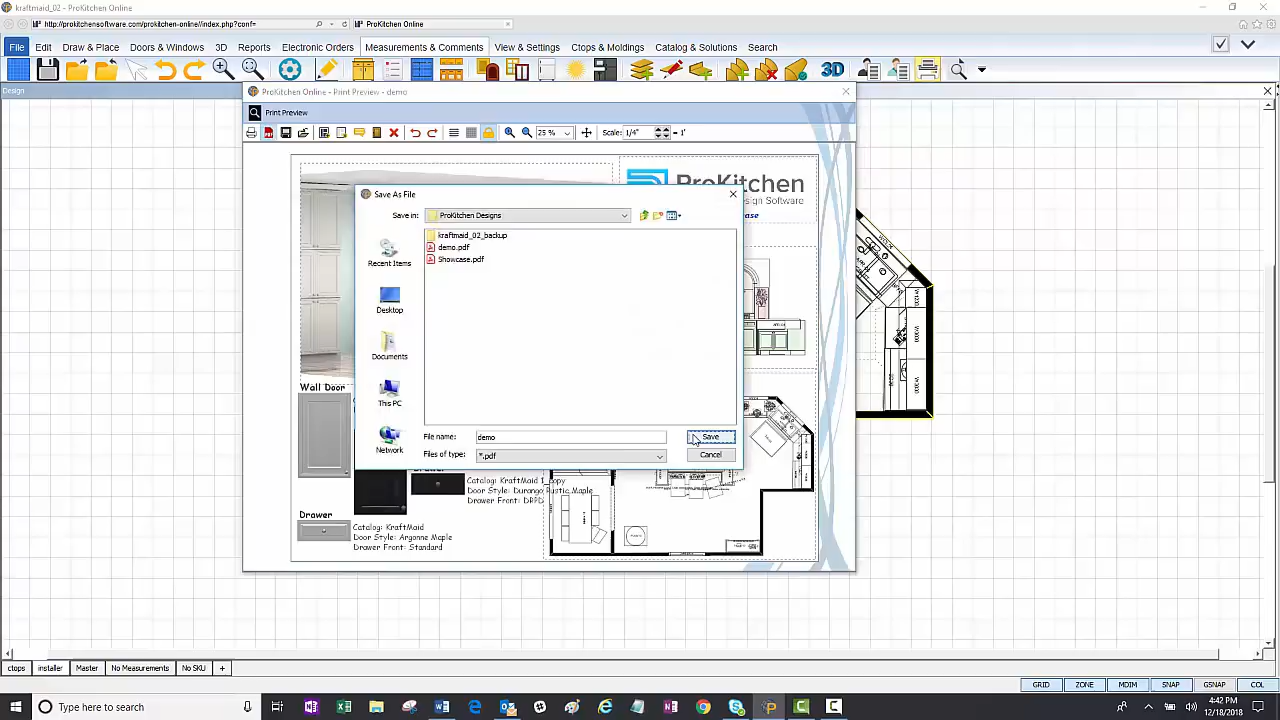 kraftmaid_02 - ProKitchen Online
http://prokitchensoftware.com/prokitchen-online/index.php?conf=
ProKitchen Online
File Edit Draw & Place Doors & Windows 3D Reports Electronic Orders Measurements & Comments View & Settings Ctops & Moldings Catalog & Solutions Search
3D
Design
ProKitchen Online - Print Preview - demo
Print Preview
25 % Scale: 1/4" = 1'
ProKitchen
Design Software
Save As File
Save in: ProKitchen Designs
kraftmaid_02_backup
demo.pdf
Showcase.pdf
Recent Items
Desktop
Documents
This PC
Network
File name: demo Save
Files of type: *.pdf Cancel
Wall Door
Drawer
Catalog: KraftMaid 1_copy
Door Style: Durango Rustic Maple
Drawer Front: DRPD
Drawer
Catalog: KraftMaid
Door Style: Argonne Maple
Drawer Front: Standard
ctops installer Master No Measurements No SKU +
GRID ZONE MDIM SNAP GSNAP COL
Type here to search
4:42 PM
12/18/2018